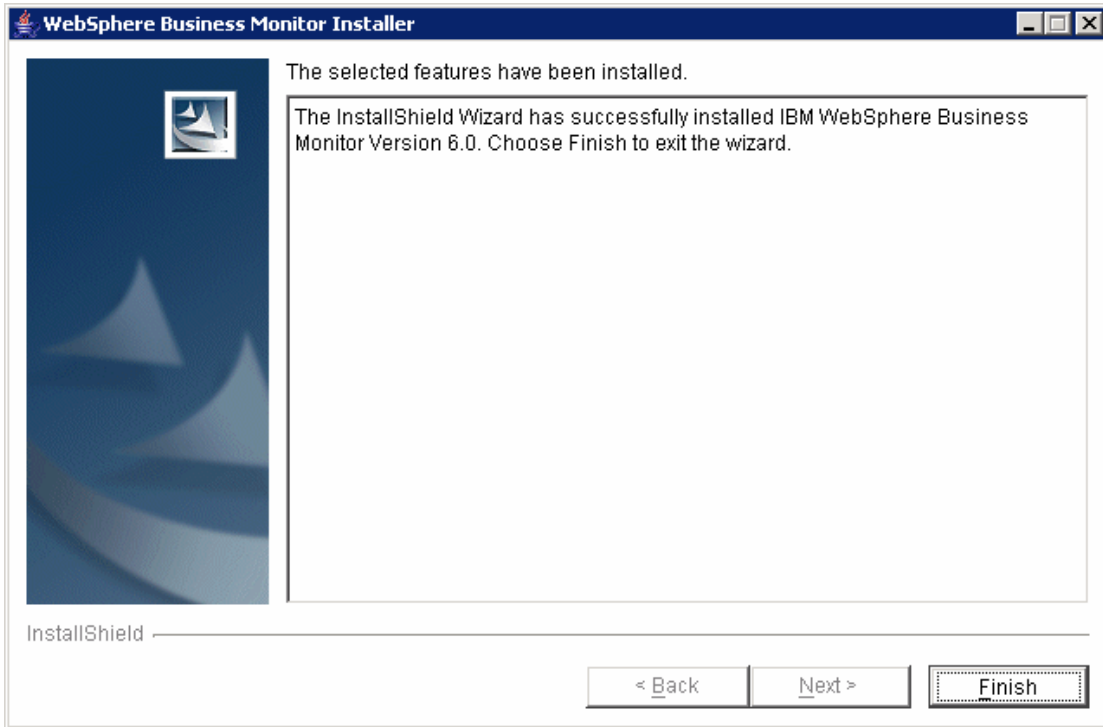 WebSphere Business Monitor Installer
The selected features have been installed.
The InstallShield Wizard has successfully installed IBM WebSphere Business
Monitor Version 6.0. Choose Finish to exit the wizard.
InstallShield
< Back
Next >
Finish